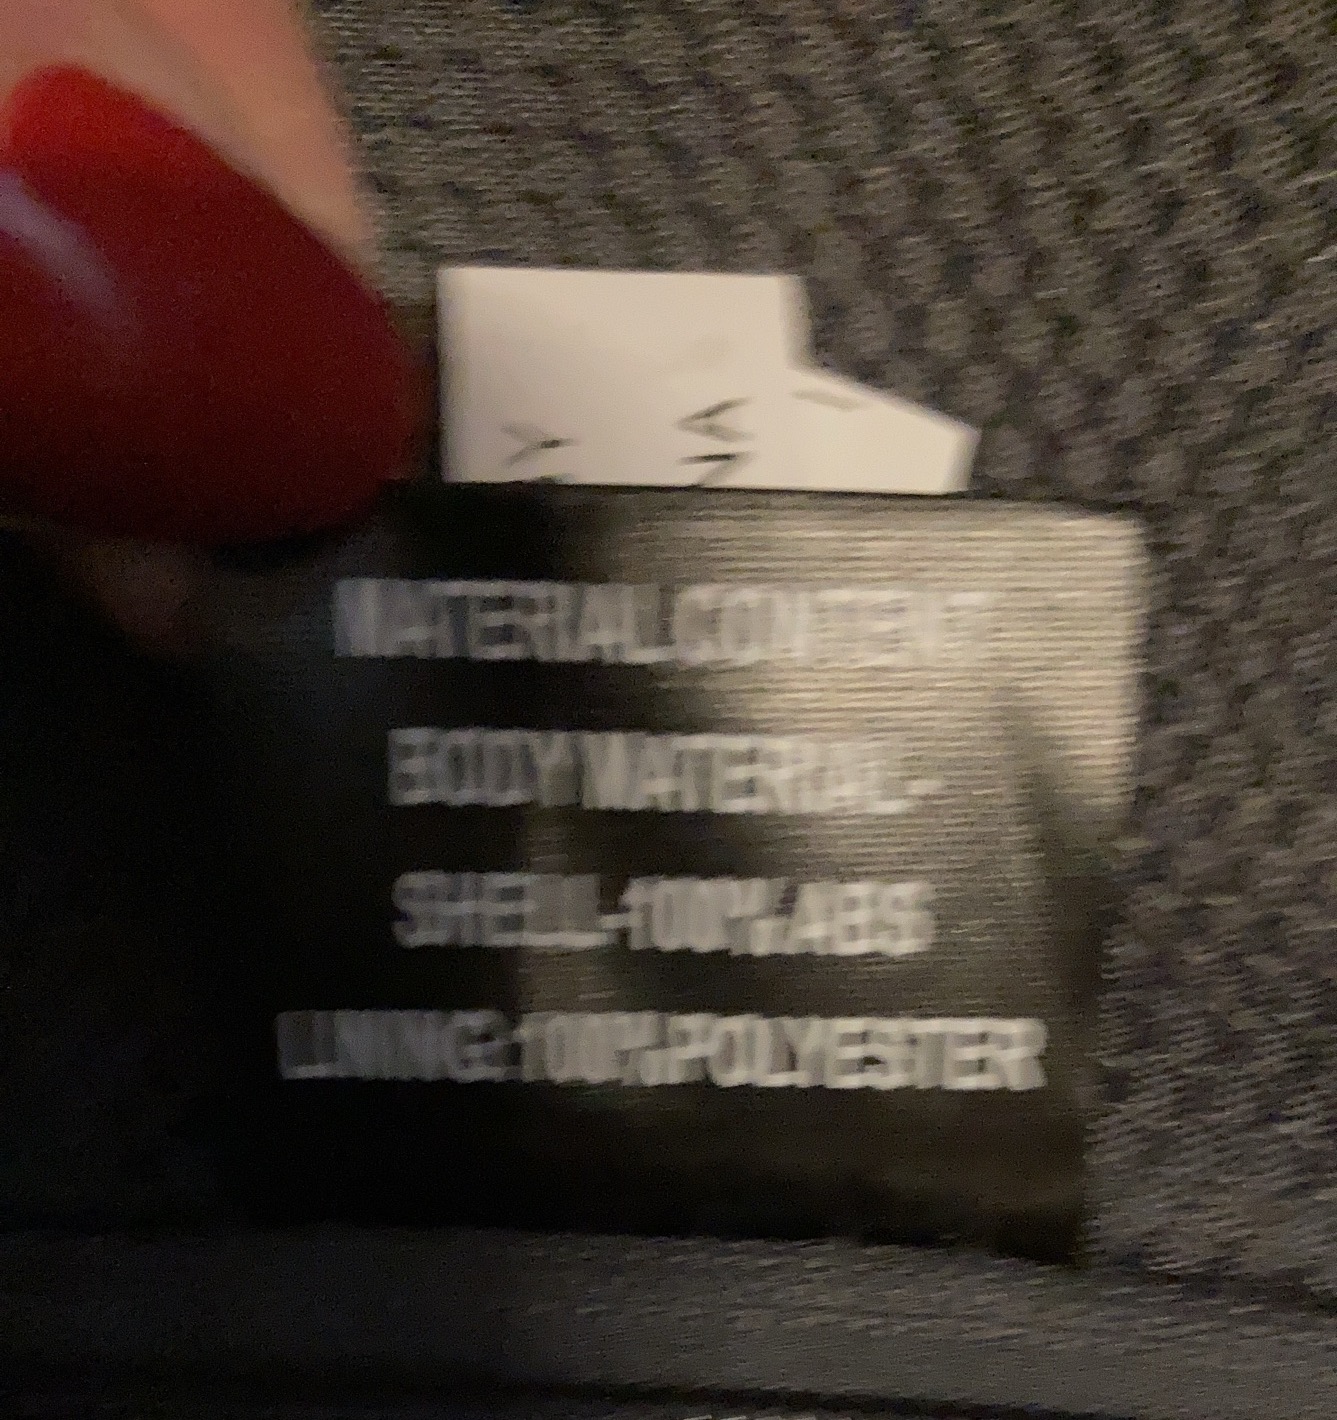 MATERIAL CONTENT
BODY MATERIAL-
SHELL-100% ABS
LINING:100%POLYESTER